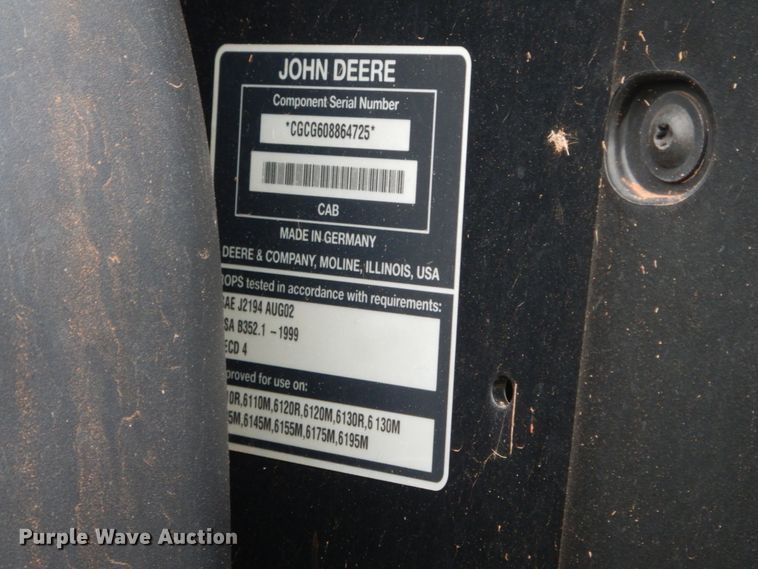 JOHN DEERE
Component Serial Number
*CGCG608864725*
CAB
MADE IN GERMANY
DEERE & COMPANY, MOLINE, ILLINOIS, USA
OPS tested in accordance with requirements:
AE J2194 AUG02
SA B352.1 - 1999
ECD 4
proved for use on:
0R,6110M,6120R,6120M,6130R,6130M
5M,6145M,6155M,6175M,6195M
Purple Wave Auction